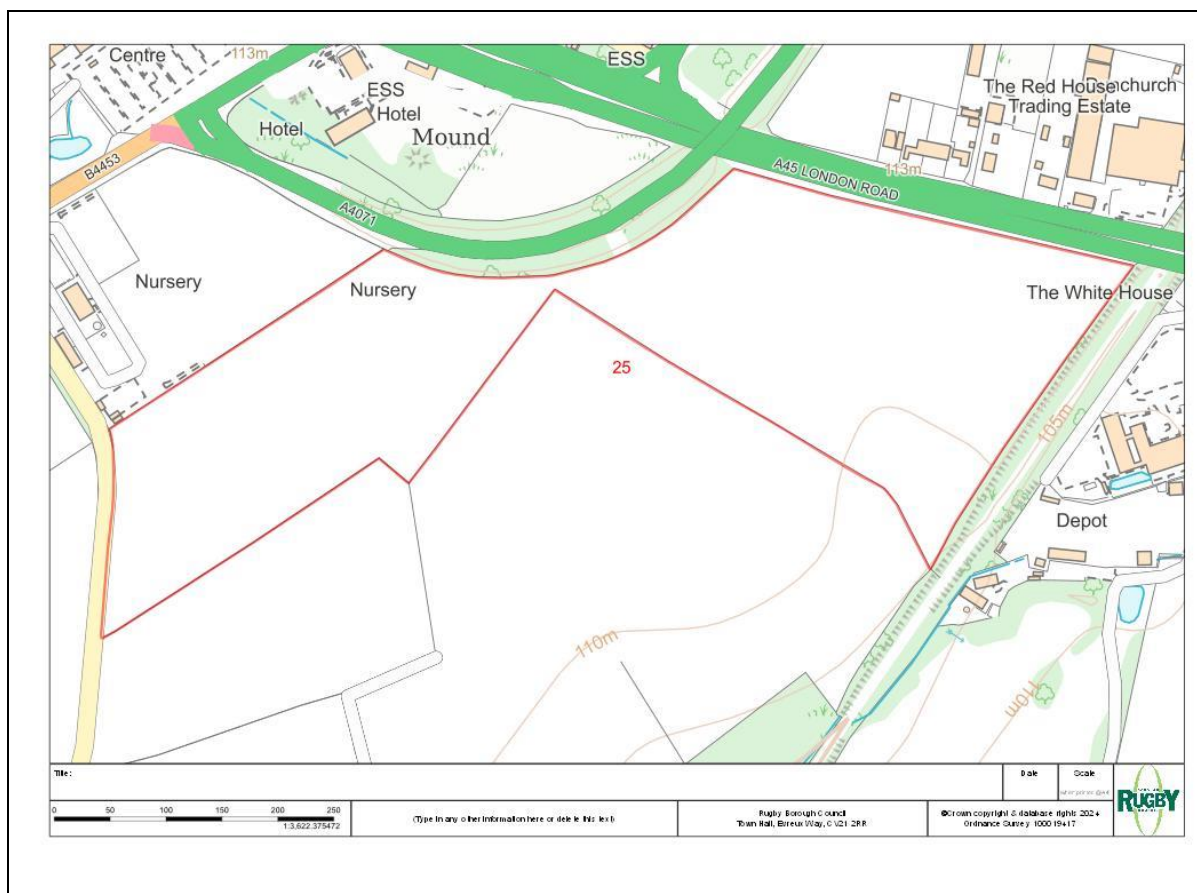 Centre
113m
ESS
ESS
Hotel
Hotel
Mound
The Red House
Dunchurch
Trading Estate
B4453
A4071
A45 LONDON ROAD
113m
Nursery
Nursery
The White House
25
105m
Depot
110m
110m
Title:
Date
Scale
0 50 100 150 200 250
1:3,622.375472
(Type in any other information here or delete this text)
Rugby Borough Council
Town Hall, Evreux Way, CV21 2RR
©Crown copyright & database rights 2024
Ordnance Survey 100019417
RUGBY